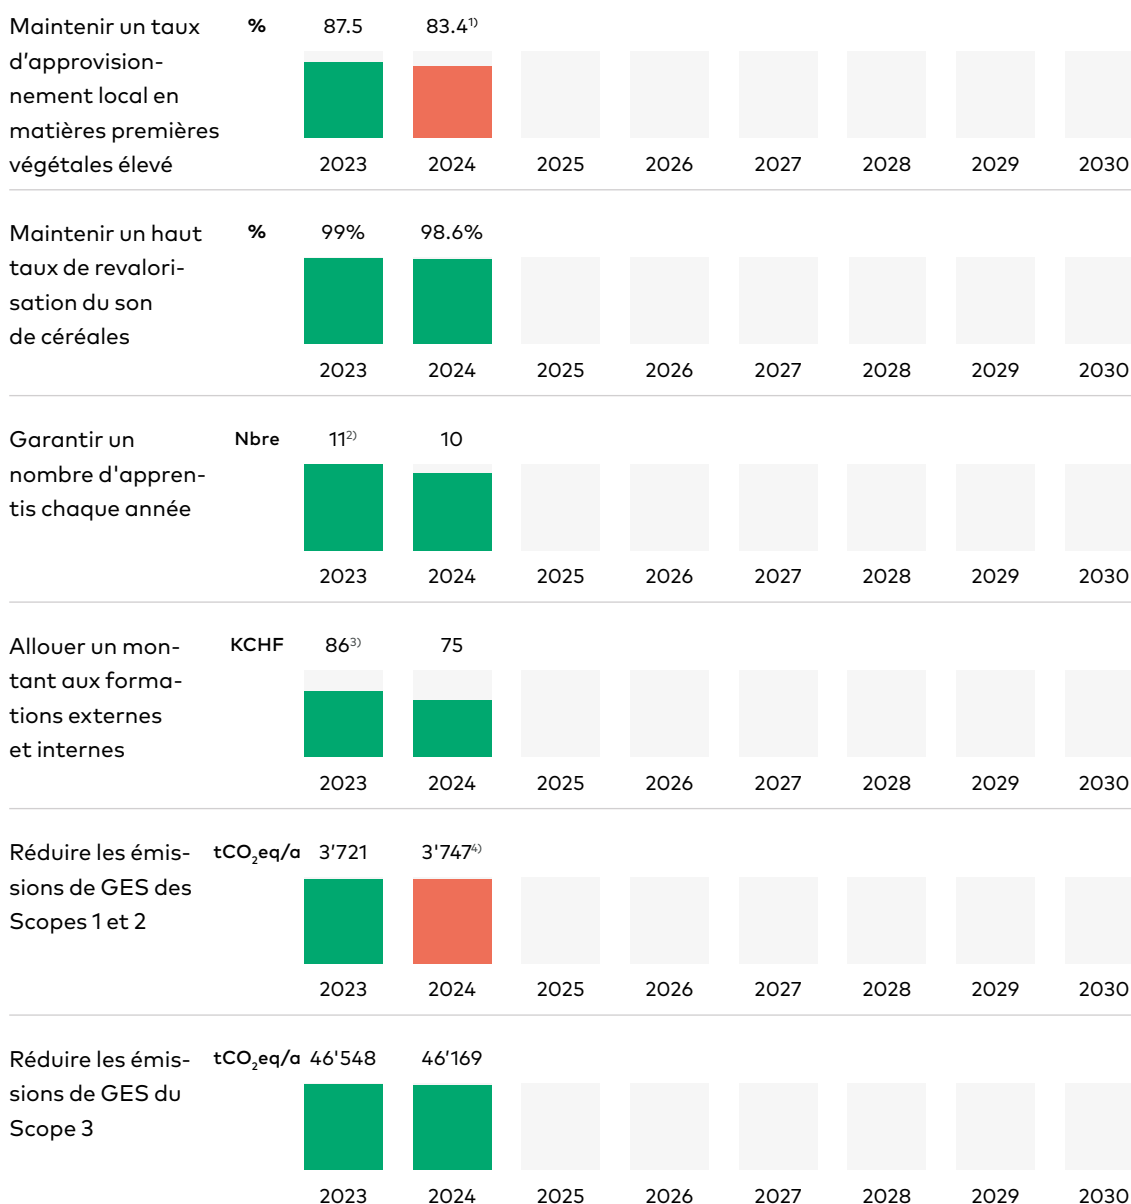 Maintenir un taux % 87.5 83.4¹⁾
d’approvision-
nement local en
matières premières
végétales élevé 2023 2024 2025 2026 2027 2028 2029 2030
Maintenir un haut % 99% 98.6%
taux de revalori-
sation du son
de céréales
2023 2024 2025 2026 2027 2028 2029 2030
Garantir un Nbre 11²⁾ 10
nombre d'appren-
tis chaque année
2023 2024 2025 2026 2027 2028 2029 2030
Allouer un mon- KCHF 86³⁾ 75
tant aux forma-
tions externes
et internes
2023 2024 2025 2026 2027 2028 2029 2030
Réduire les émis- tCO₂eq/a 3’721 3'747⁴⁾
sions de GES des
Scopes 1 et 2
2023 2024 2025 2026 2027 2028 2029 2030
Réduire les émis- tCO₂eq/a 46'548 46’169
sions de GES du
Scope 3
2023 2024 2025 2026 2027 2028 2029 2030